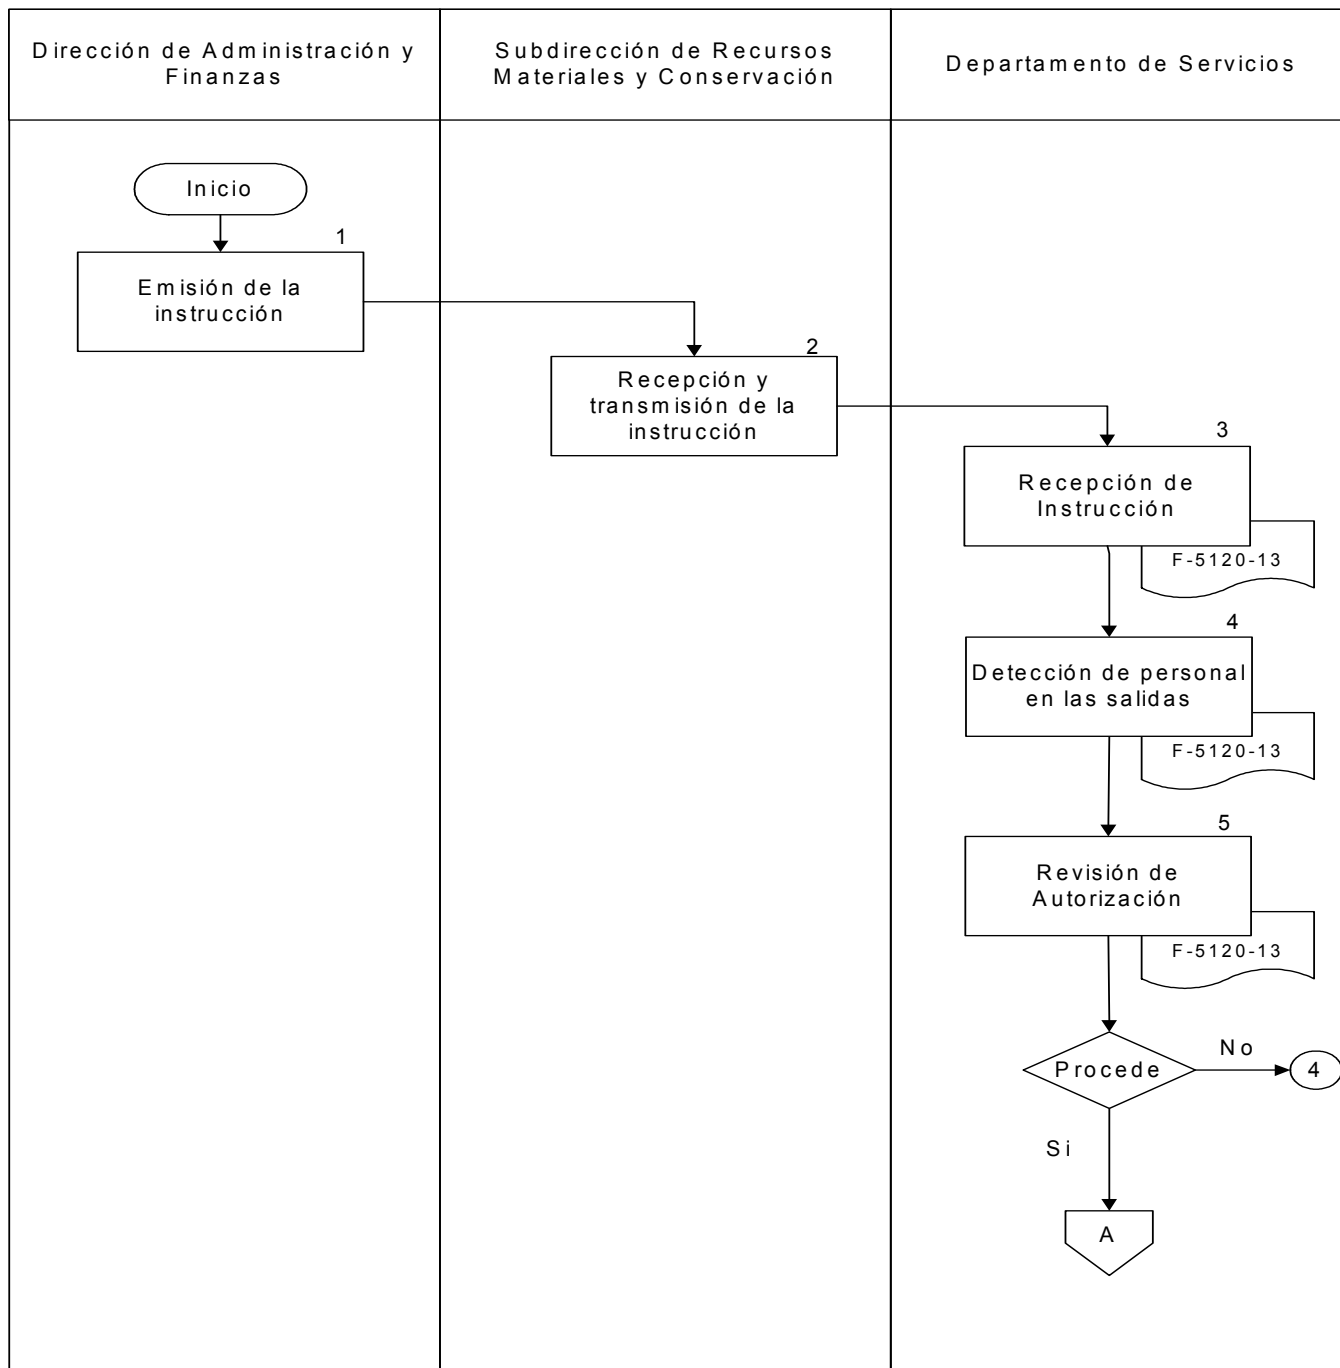 Dirección de Administración y
Finanzas
Subdirección de Recursos
Materiales y Conservación
Departamento de Servicios
Inicio
1
Emisión de la
instrucción
2
Recepción y
transmisión de la
instrucción
3
Recepción de
Instrucción
F-5120-13
4
Detección de personal
en las salidas
F-5120-13
5
Revisión de
Autorización
F-5120-13
Procede
No
4
Si
A